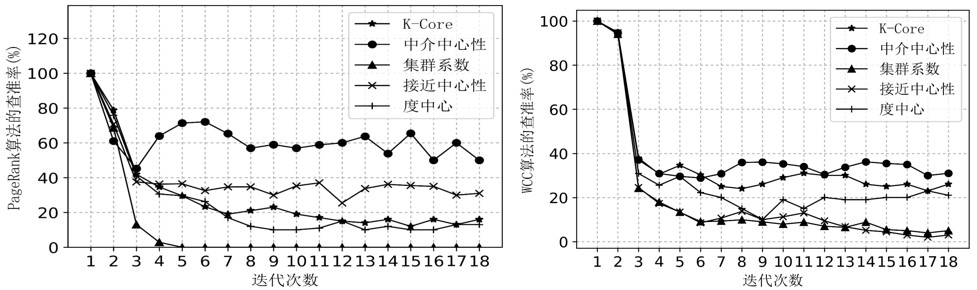 PageRank算法的查准率(%)
120
100
80
60
40
20
0
1 2 3 4 5 6 7 8 9 10 11 12 13 14 15 16 17 18
迭代次数
K-Core
中介中心性
集群系数
接近中心性
度中心
WCC算法的查准率(%)
100
80
60
40
20
0
1 2 3 4 5 6 7 8 9 10 11 12 13 14 15 16 17 18
迭代次数
K-Core
中介中心性
集群系数
接近中心性
度中心